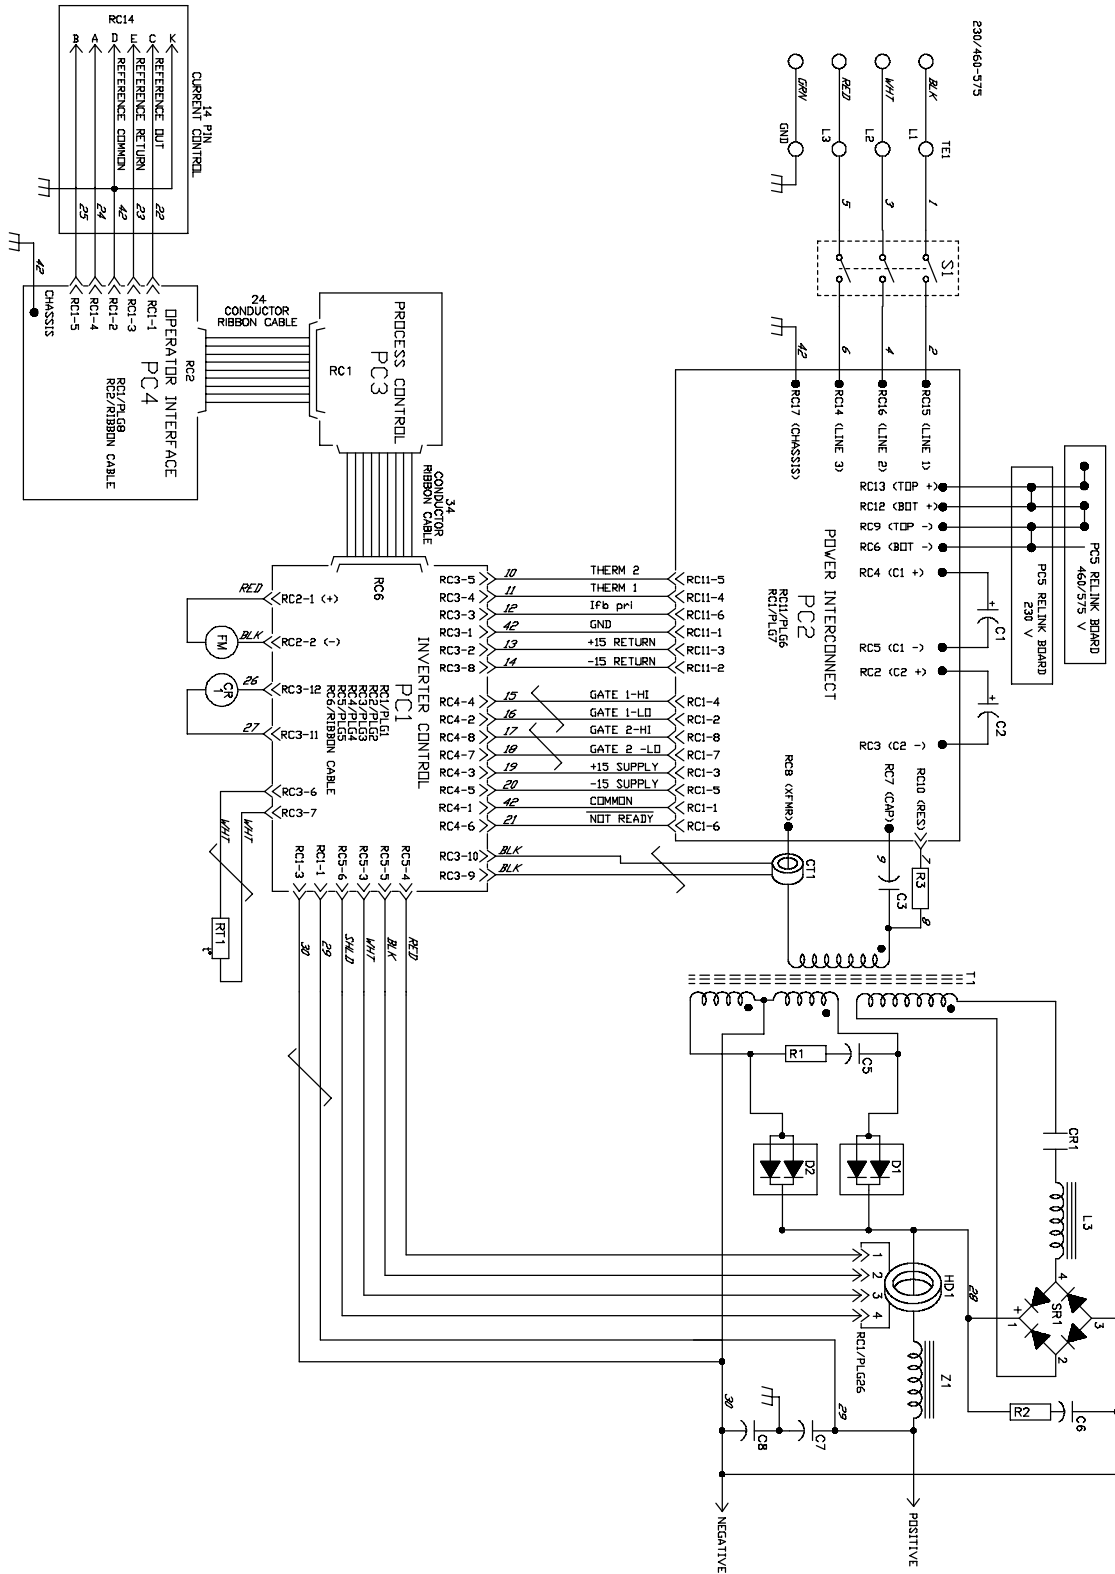 230/460-575
BLK
WHT
RED
GRN
TE1
L1
L2
L3
GND
1
3
5
S1
2
4
6
42
RC15 (LINE 1)
RC16 (LINE 2)
RC14 (LINE 3)
RC17 (CHASSIS)
POWER INTERCONNECT
PC2
RC11/PLG6
RC1/PLG7
RC13 (TOP +)
RC12 (BOT +)
RC9 (TOP -)
RC6 (BOT -)
RC4 (C1 +)
RC5 (C1 -)
RC2 (C2 +)
RC3 (C2 -)
PC5 RELINK BOARD
460/575 V
PC5 RELINK BOARD
230 V
+
C1
+
C2
RC8 (XFMR)
RC7 (CAP)
RC10 (RES)
14 PIN
CURRENT CONTROL
RC14
B
A
D
E
C
K
REFERENCE COMMON
REFERENCE RETURN
REFERENCE OUT
25
24
42
23
22
42
CHASSIS
RC1-5
RC1-4
RC1-2
RC1-3
RC1-1
OPERATOR INTERFACE
PC4
RC1/PLG8
RC2/RIBBON CABLE
RC2
24
CONDUCTOR
RIBBON CABLE
RC1
PROCESS CONTROL
PC3
34
CONDUCTOR
RIBBON CABLE
RC6
INVERTER CONTROL
PC1
RC1/PLG1
RC2/PLG2
RC3/PLG3
RC4/PLG4
RC5/PLG5
RC6/RIBBON CABLE
RC3-5 10 THERM 2 RC11-5
RC3-4 11 THERM 1 RC11-4
RC3-3 12 Ifb pri RC11-6
RC3-1 42 GND RC11-1
RC3-2 13 +15 RETURN RC11-3
RC3-8 14 -15 RETURN RC11-2
RC4-4 15 GATE 1-HI RC1-4
RC4-2 16 GATE 1-LO RC1-2
RC4-8 17 GATE 2-HI RC1-8
RC4-7 18 GATE 2 -LO RC1-7
RC4-3 19 +15 SUPPLY RC1-3
RC4-5 20 -15 SUPPLY RC1-5
RC4-1 42 COMMON RC1-1
RC4-6 21 NOT READY RC1-6
RC3-10 BLK
RC3-9 BLK
RED
RC2-1 (+)
FM
BLK
RC2-2 (-)
CR
1
26
RC3-12
27
RC3-11
RC3-6
RC3-7
WHT
WHT
RT1
t°
RC1-3
RC1-1
RC5-6
RC5-3
RC5-5
RC5-4
30
29
SHLD
WHT
BLK
RED
CT1
9
C3
7
R3
8
T1
R1
C5
D2
D1
CR1
L3
4
SR1
+
1
3
2
28
HD1
1
2
3
4
RC1/PLG26
Z1
R2
C6
30
29
C8
C7
NEGATIVE
POSITIVE